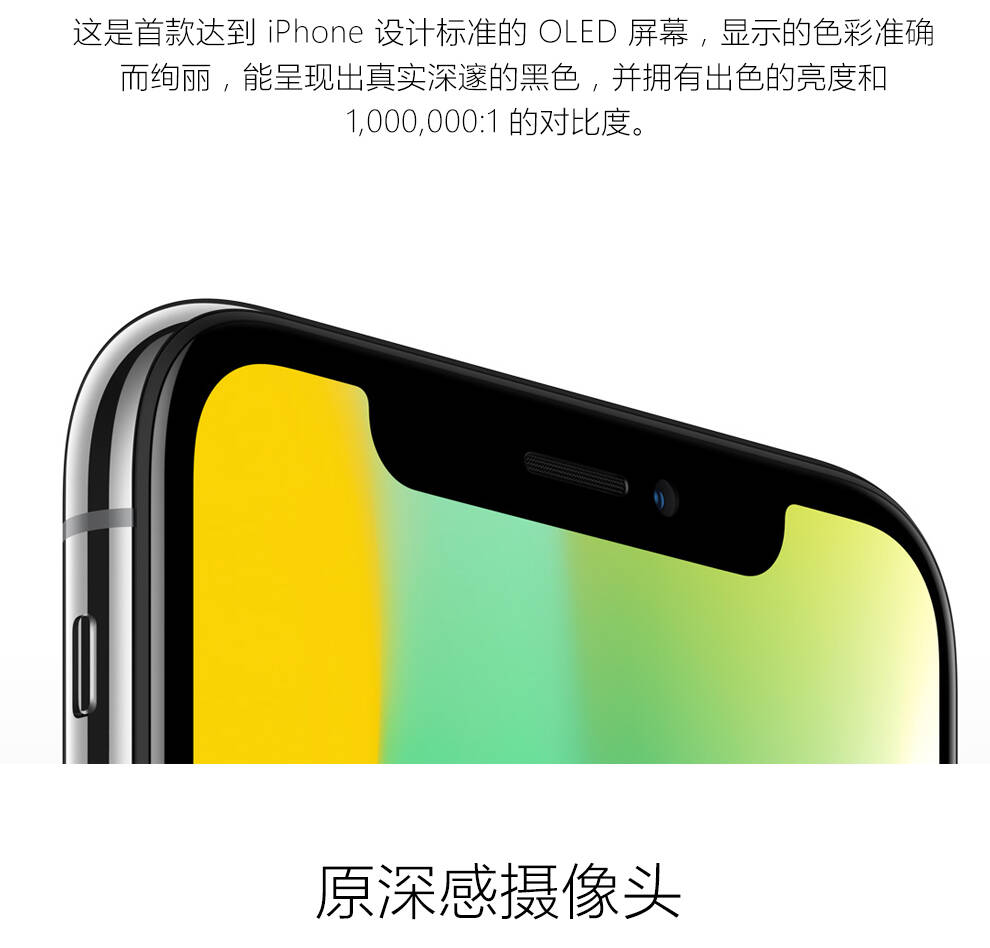 这是首款达到 iPhone 设计标准的 OLED 屏幕，显示的色彩准确
而绚丽，能呈现出真实深邃的黑色，并拥有出色的亮度和
1,000,000:1 的对比度。
原深感摄像头